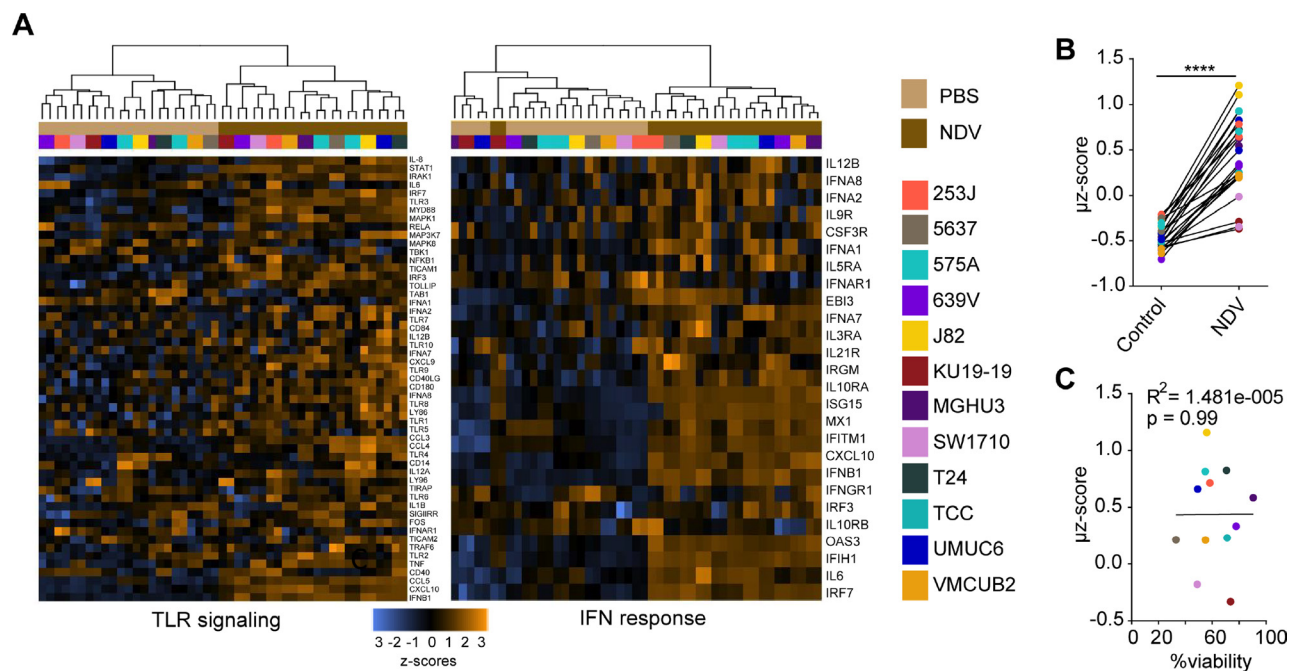 A
PBS
NDV
IL-8
STAT1
IRAK1
IL6
IRF7
TLR3
MYD88
MAPK1
RELA
MAP3K7
MAPK8
TBK1
NFKB1
TICAM1
IRF3
TOLLIP
TAB1
IFNA1
IFNA2
TLR7
CD84
IL12B
TLR10
IFNA7
CXCL9
TLR9
CD40LG
CD180
IFNA8
TLR8
LY86
TLR1
TLR5
CCL3
CCL4
TLR4
CD14
IL12A
LY96
TIRAP
TLR6
IL1B
SIGIIRR
FOS
IFNAR1
TICAM2
TRAF6
TLR2
TNF
CD40
CCL5
CXCL10
IFNB1
e
TLR signaling
IL12B
IFNA8
IFNA2
IL9R
CSF3R
IFNA1
IL5RA
IFNAR1
EBI3
IFNA7
IL3RA
IL21R
IRGM
IL10RA
ISG15
MX1
IFITM1
CXCL10
IFNB1
IFNGR1
IRF3
IL10RB
OAS3
IFIH1
IL6
IRF7
IFN response
3 -2 -1 0 1 2 3
z-scores
253J
5637
575A
639V
J82
KU19-19
MGHU3
SW1710
T24
TCC
UMUC6
VMCUB2
B
****
1.5
1.0
0.5
0.0
-0.5
-1.0
μz-score
Control
NDV
C
R2= 1.481e-005
p = 0.99
1.5
1.0
0.5
0.0
-0.5
μz-score
0 20 60 80 100
%viability